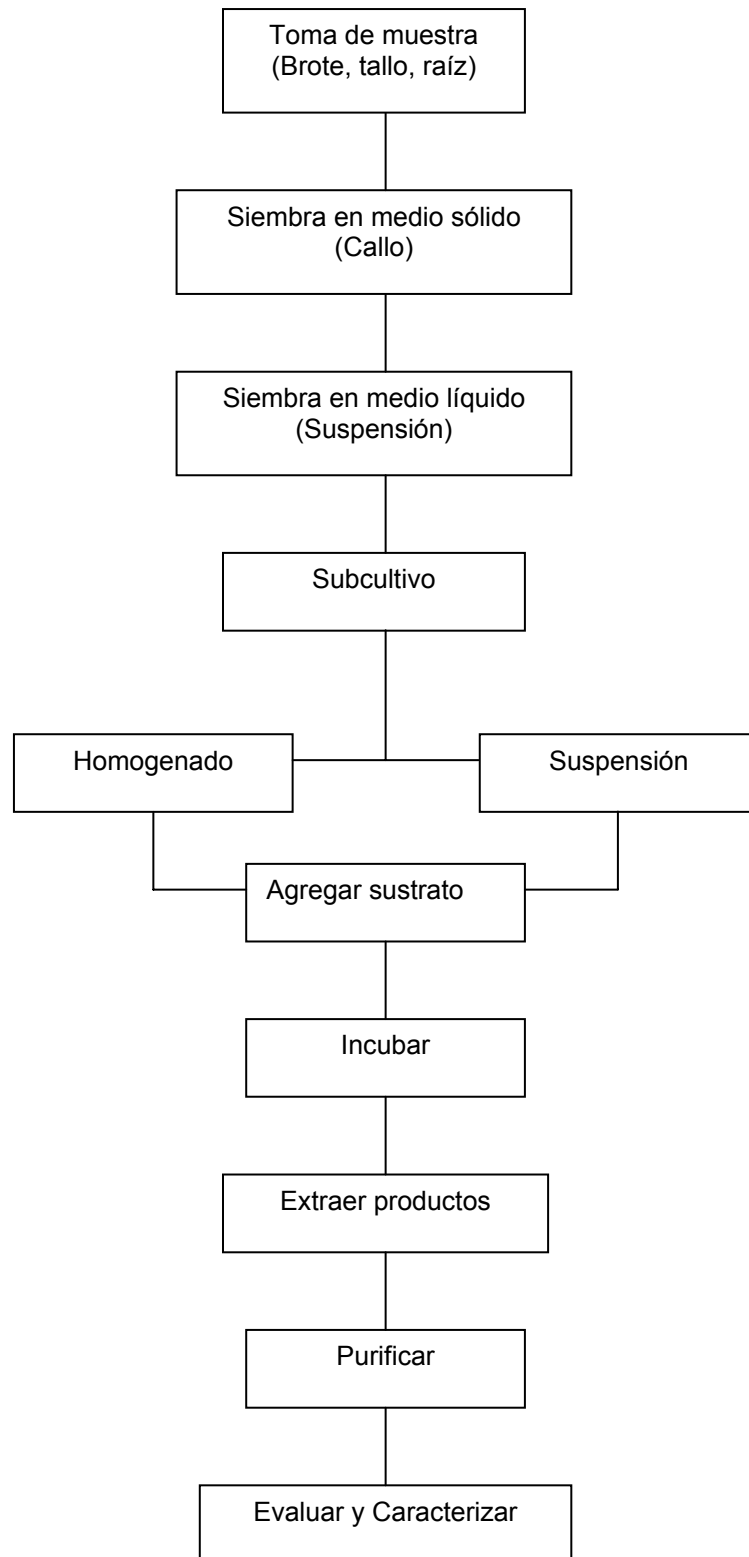 Toma de muestra
(Brote, tallo, raíz)
Siembra en medio sólido
(Callo)
Siembra en medio líquido
(Suspensión)
Subcultivo
Homogenado
Suspensión
Agregar sustrato
Incubar
Extraer productos
Purificar
Evaluar y Caracterizar